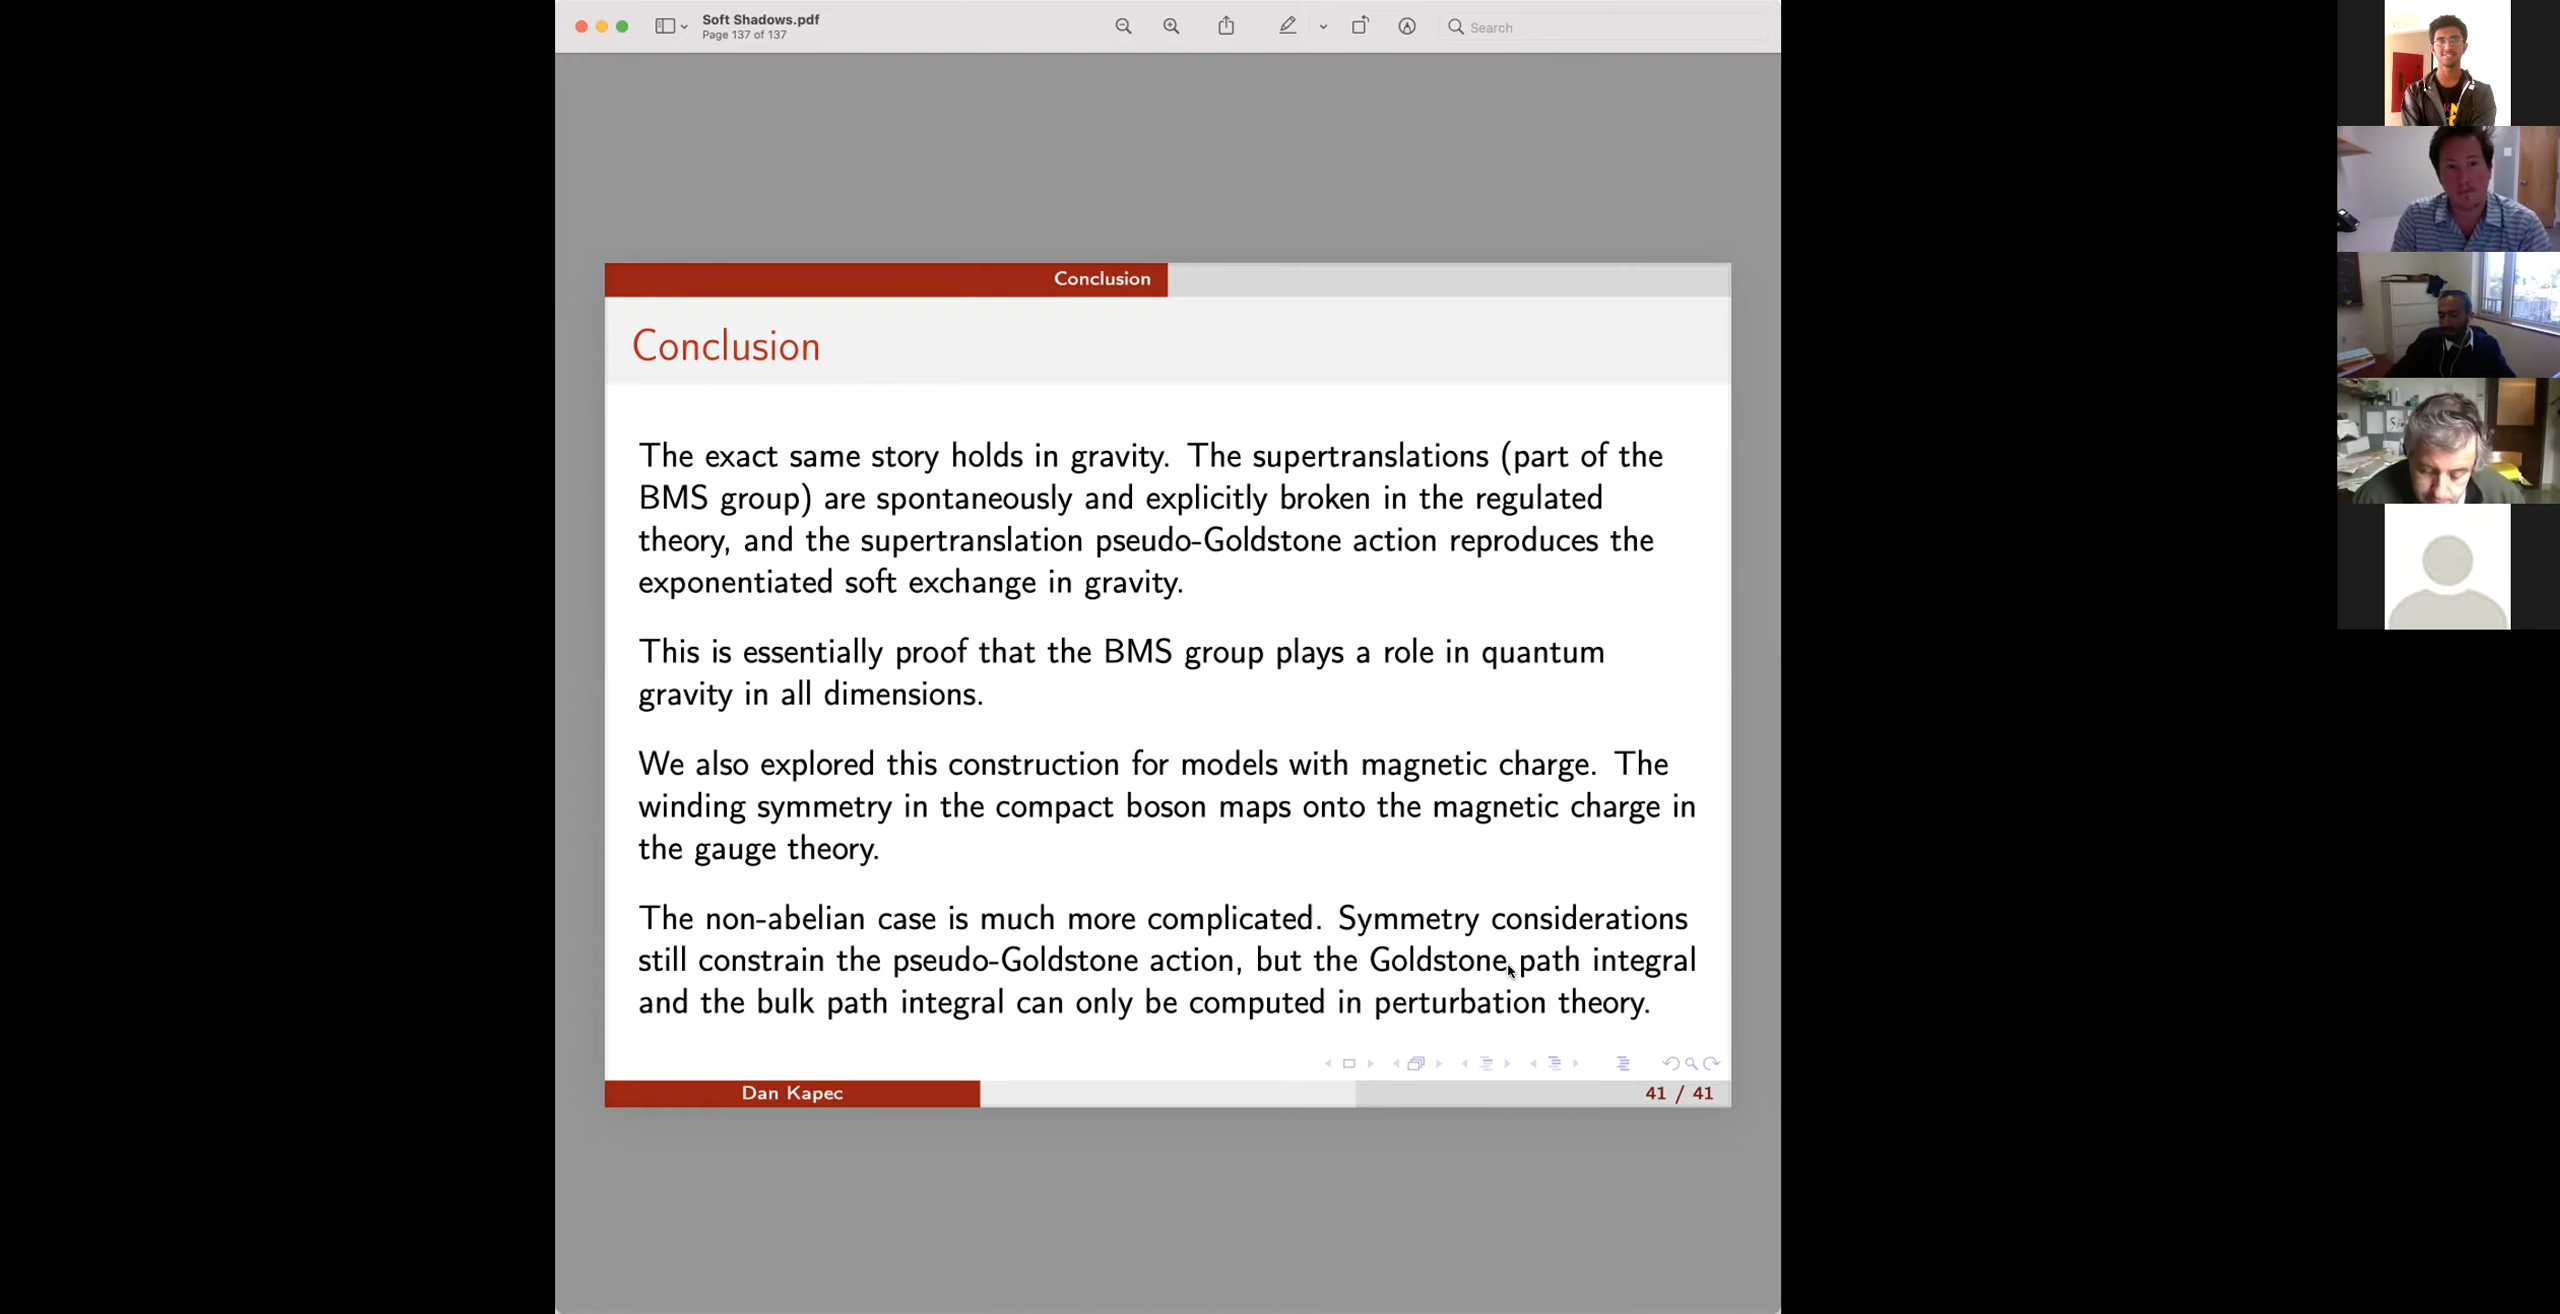 Soft Shadows.pdf
Page 137 of 137
Search
Conclusion
Conclusion
The exact same story holds in gravity. The supertranslations (part of the
BMS group) are spontaneously and explicitly broken in the regulated
theory, and the supertranslation pseudo-Goldstone action reproduces the
exponentiated soft exchange in gravity.
This is essentially proof that the BMS group plays a role in quantum
gravity in all dimensions.
We also explored this construction for models with magnetic charge. The
winding symmetry in the compact boson maps onto the magnetic charge in
the gauge theory.
The non-abelian case is much more complicated. Symmetry considerations
still constrain the pseudo-Goldstone action, but the Goldstone path integral
and the bulk path integral can only be computed in perturbation theory.
Dan Kapec
41 / 41